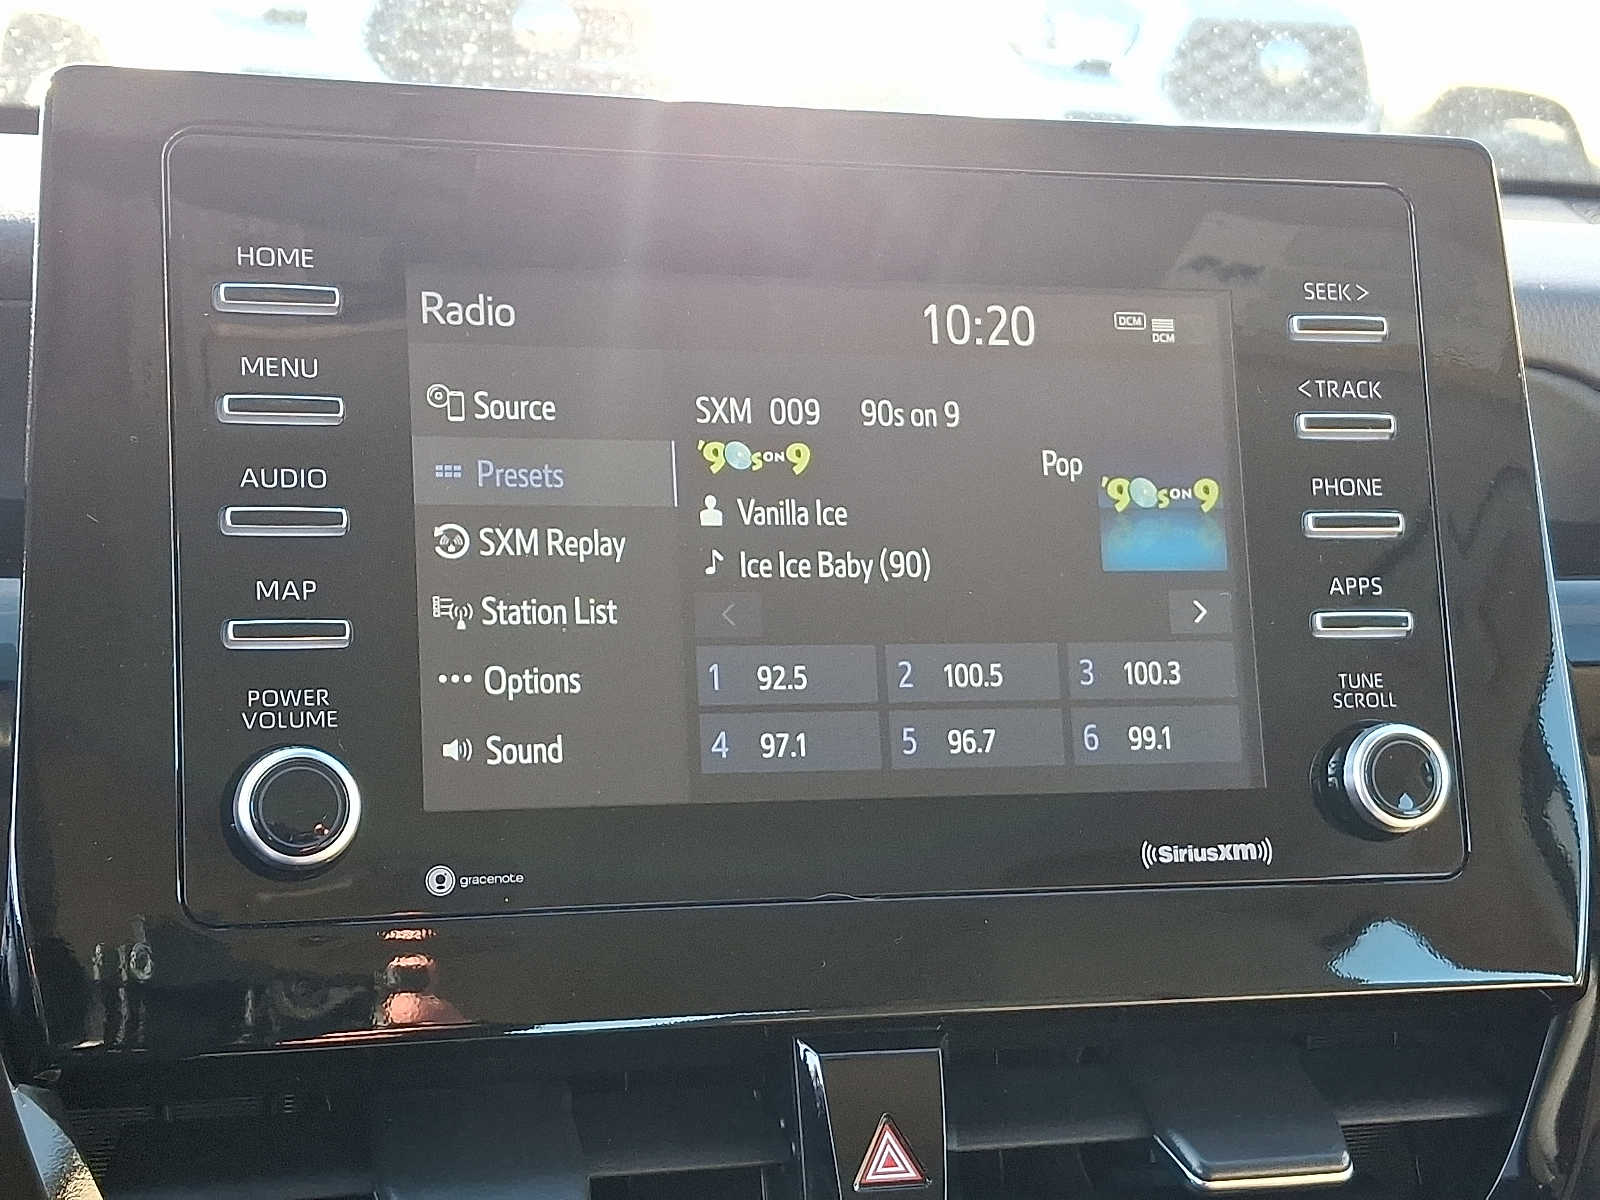 HOME
MENU
AUDIO
MAP
POWER
VOLUME
Radio
10:20
DCM
DCM
Source
Presets
SXM Replay
Station List
Options
Sound
SXM 009 90s on 9
'90s ON 9
Pop
'90s ON 9
Vanilla Ice
Ice Ice Baby (90)
<
>
1 92.5
2 100.5
3 100.3
4 97.1
5 96.7
6 99.1
SEEK >
< TRACK
PHONE
APPS
TUNE
SCROLL
gracenote
((SiriusXM))